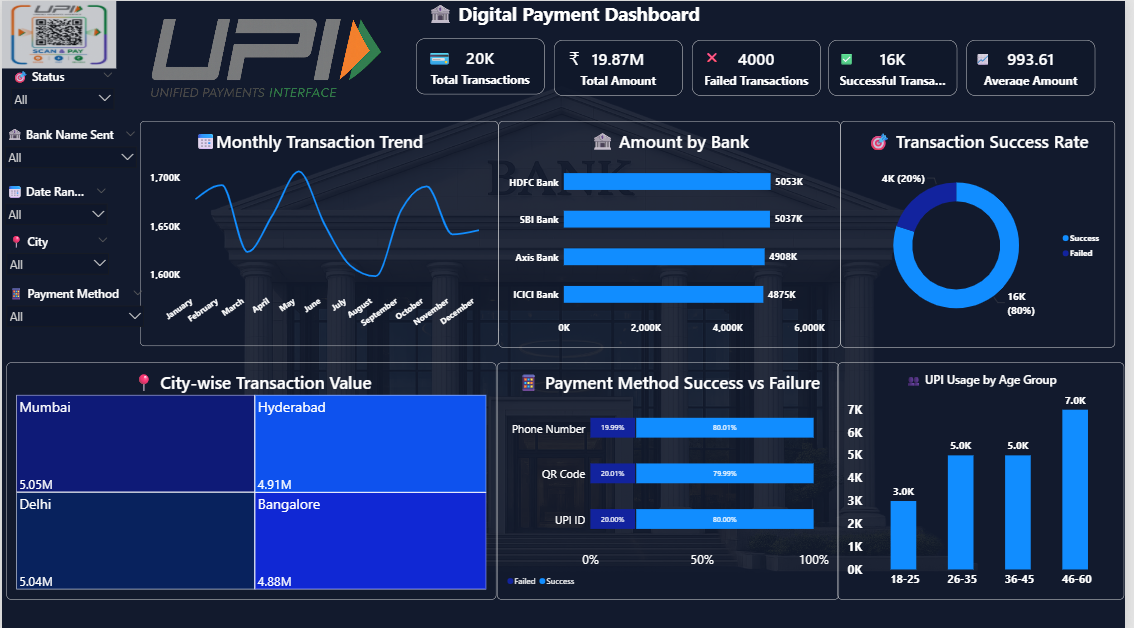 UPI
SCAN & PAY
UPI
UNIFIED PAYMENTS INTERFACE
Digital Payment Dashboard
20K
Total Transactions
₹ 19.87M
Total Amount
4000
Failed Transactions
16K
Successful Transa...
993.61
Average Amount
Status
All
Bank Name Sent
All
Date Ran...
All
City
All
Payment Method
All
Monthly Transaction Trend
1,700K
1,650K
1,600K
January
February
March
April
May
June
July
August
September
October
November
December
BANK
Amount by Bank
HDFC Bank
5053K
SBI Bank
5037K
Axis Bank
4908K
ICICI Bank
4875K
0K
2,000K
4,000K
6,000K
Transaction Success Rate
4K (20%)
16K
(80%)
Success
Failed
City-wise Transaction Value
Mumbai
5.05M
Hyderabad
4.91M
Delhi
5.04M
Bangalore
4.88M
Payment Method Success vs Failure
Phone Number
19.99%
80.01%
QR Code
20.01%
79.99%
UPI ID
20.00%
80.00%
0%
50%
100%
Failed
Success
UPI Usage by Age Group
7K
6K
5K
4K
3K
2K
1K
0K
3.0K
5.0K
5.0K
7.0K
18-25
26-35
36-45
46-60